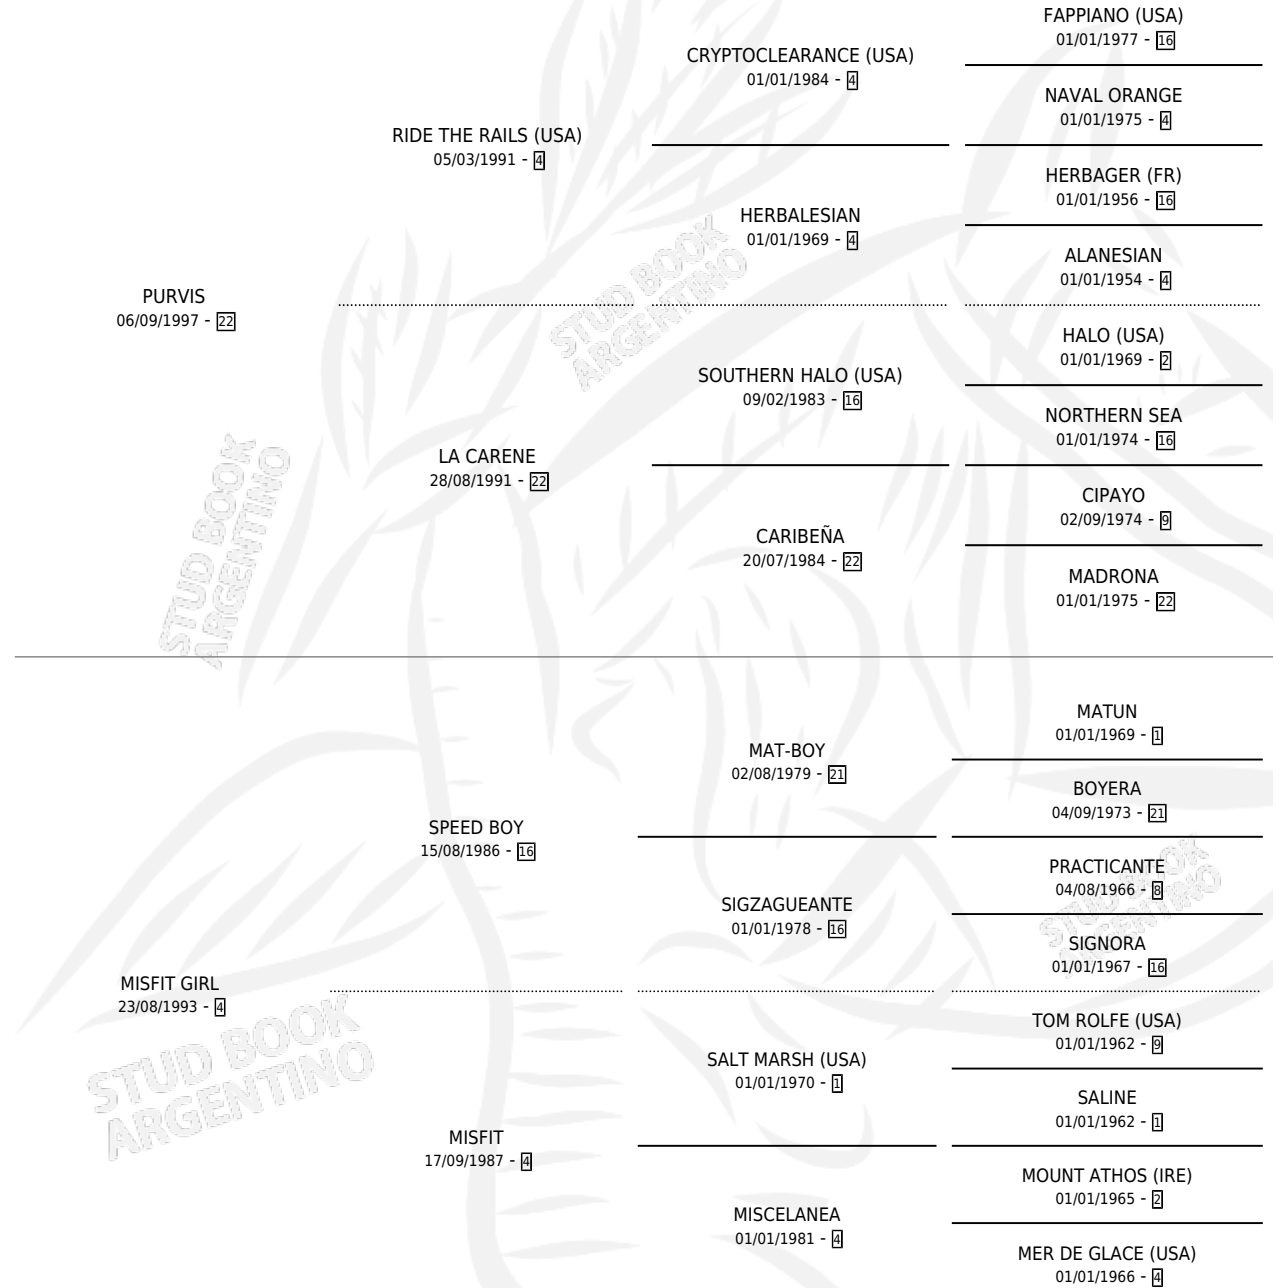 FAPPIANO (USA)
01/01/1977 - 16
CRYPTOCLEARANCE (USA)
01/01/1984 - 4
NAVAL ORANGE
01/01/1975 - 4
RIDE THE RAILS (USA)
05/03/1991 - 4
HERBAGER (FR)
01/01/1956 - 16
HERBALESIAN
01/01/1969 - 4
ALANESIAN
01/01/1954 - 4
PURVIS
06/09/1997 - 22
HALO (USA)
01/01/1969 - 2
SOUTHERN HALO (USA)
09/02/1983 - 16
NORTHERN SEA
01/01/1974 - 16
LA CARENE
28/08/1991 - 22
CIPAYO
02/09/1974 - 9
CARIBEÑA
20/07/1984 - 22
MADRONA
01/01/1975 - 22
MATUN
01/01/1969 - 1
MAT-BOY
02/08/1979 - 21
BOYERA
04/09/1973 - 21
SPEED BOY
15/08/1986 - 16
PRACTICANTE
04/08/1966 - 8
SIGZAGUEANTE
01/01/1978 - 16
SIGNORA
01/01/1967 - 16
MISFIT GIRL
23/08/1993 - 4
TOM ROLFE (USA)
01/01/1962 - 9
SALT MARSH (USA)
01/01/1970 - 1
SALINE
01/01/1962 - 1
MISFIT
17/09/1987 - 4
MOUNT ATHOS (IRE)
01/01/1965 - 2
MISCELANEA
01/01/1981 - 4
MER DE GLACE (USA)
01/01/1966 - 4
STUD BOOK
ARGENTINO
STUD BOOK
ARGENTINO
STUD BOOK
ARGENTINO
STUD BOOK
ARGENTINO